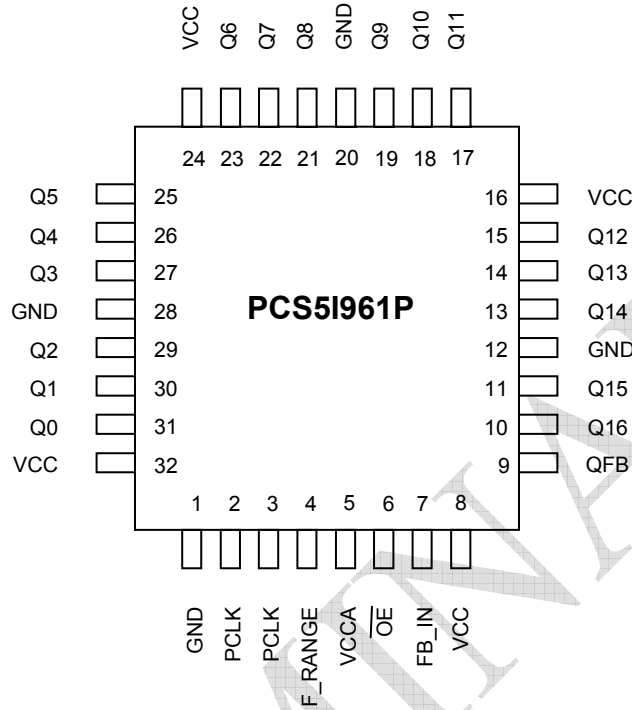 VCC Q6 Q7 Q8 GND Q9 Q10 Q11
24 23 22 21 20 19 18 17
Q5 25 16 VCC
Q4 26 15 Q12
Q3 27 14 Q13
GND 28 PCS5I961P 13 Q14
Q2 29 12 GND
Q1 30 11 Q15
Q0 31 10 Q16
VCC 32 9 QFB
1 2 3 4 5 6 7 8
GND PCLK PCLK F_RANGE VCCA O̅E̅ FB_IN VCC